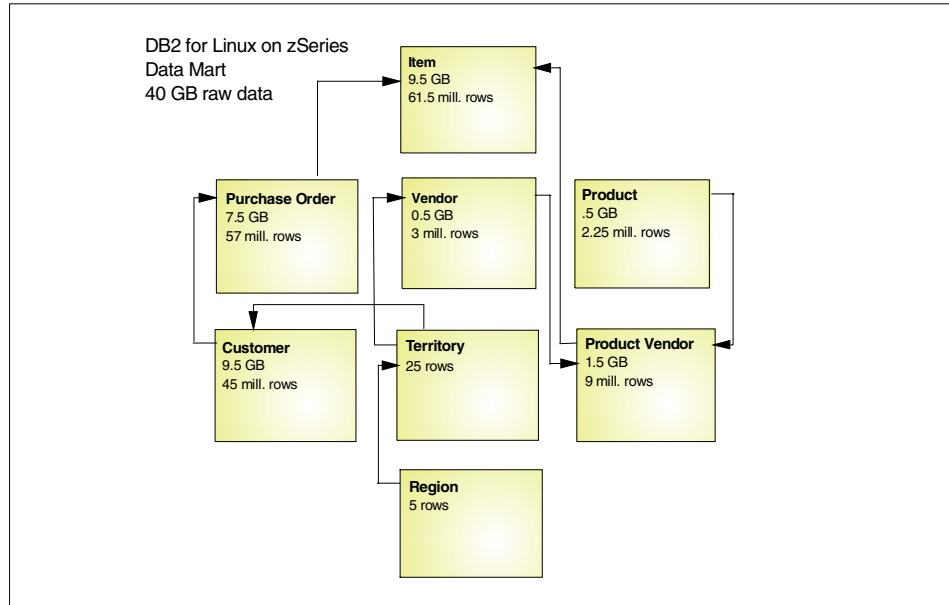 DB2 for Linux on zSeries
Data Mart
40 GB raw data
Item
9.5 GB
61.5 mill. rows
Purchase Order
7.5 GB
57 mill. rows
Vendor
0.5 GB
3 mill. rows
Product
.5 GB
2.25 mill. rows
Customer
9.5 GB
45 mill. rows
Territory
25 rows
Product Vendor
1.5 GB
9 mill. rows
Region
5 rows